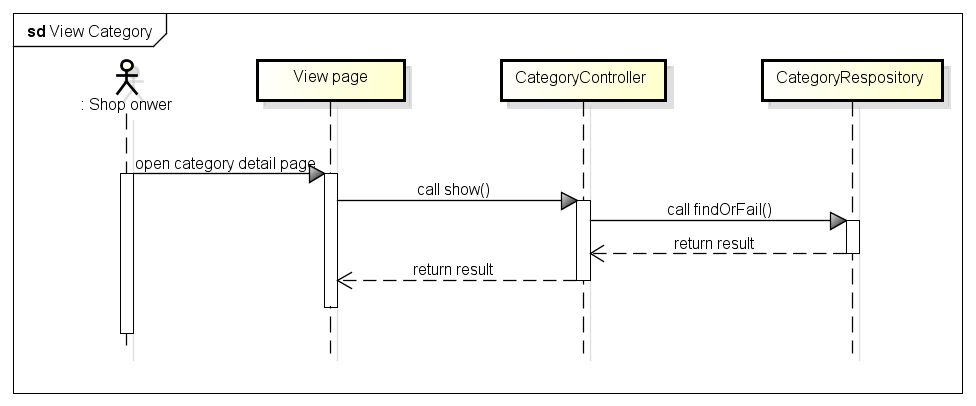 sd View Category
: Shop onwer
View page
CategoryController
CategoryRespository
open category detail page
call show()
call findOrFail()
return result
return result